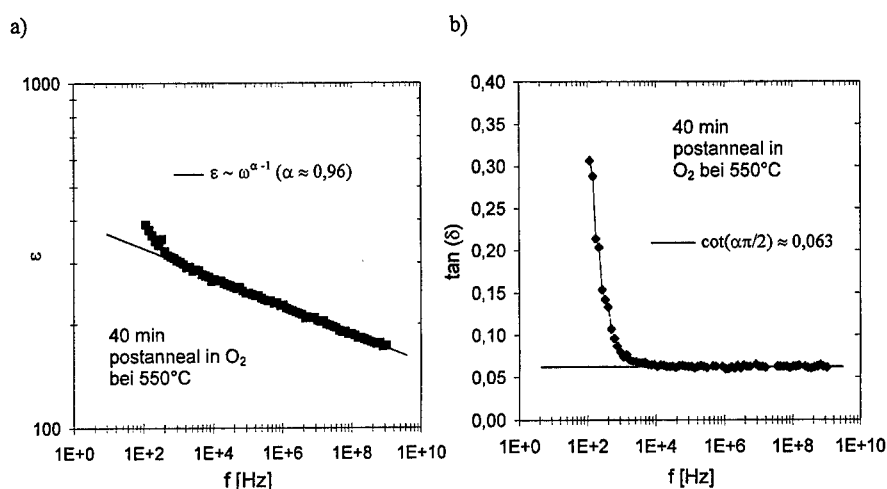 a)
1000
ε
100
ε ~ ω^α-1 (α ≈ 0,96)
40 min
postanneal in O₂
bei 550°C
1E+0 1E+2 1E+4 1E+6 1E+8 1E+10
f [Hz]
b)
0,40
0,35
0,30
0,25
0,20
0,15
0,10
0,05
0,00
tan (δ)
40 min
postanneal in
O₂ bei 550°C
cot(απ/2) ≈ 0,063
1E+0 1E+2 1E+4 1E+6 1E+8 1E+10
f [Hz]